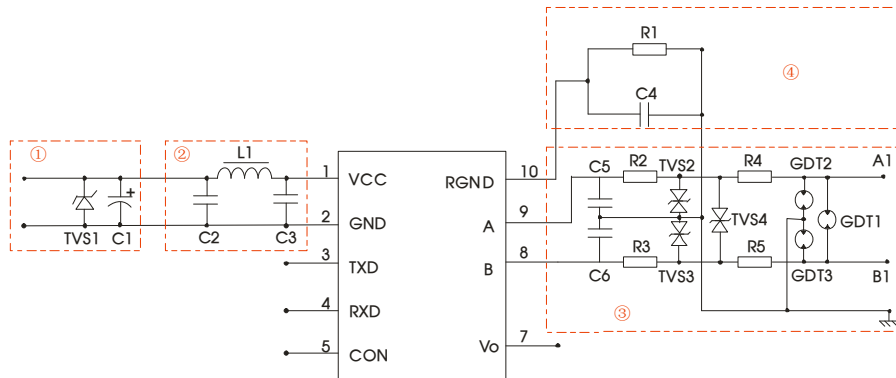 R1
④
C4
①
②
L1
10
C5
R2
TVS2
R4
GDT2
A1
1
VCC
RGND
2
GND
9
A
TVS4
GDT1
TVS1
C1
+
C2
C3
3
TXD
B
8
C6
R3
TVS3
R5
GDT3
B1
4
RXD
③
5
CON
Vo
7